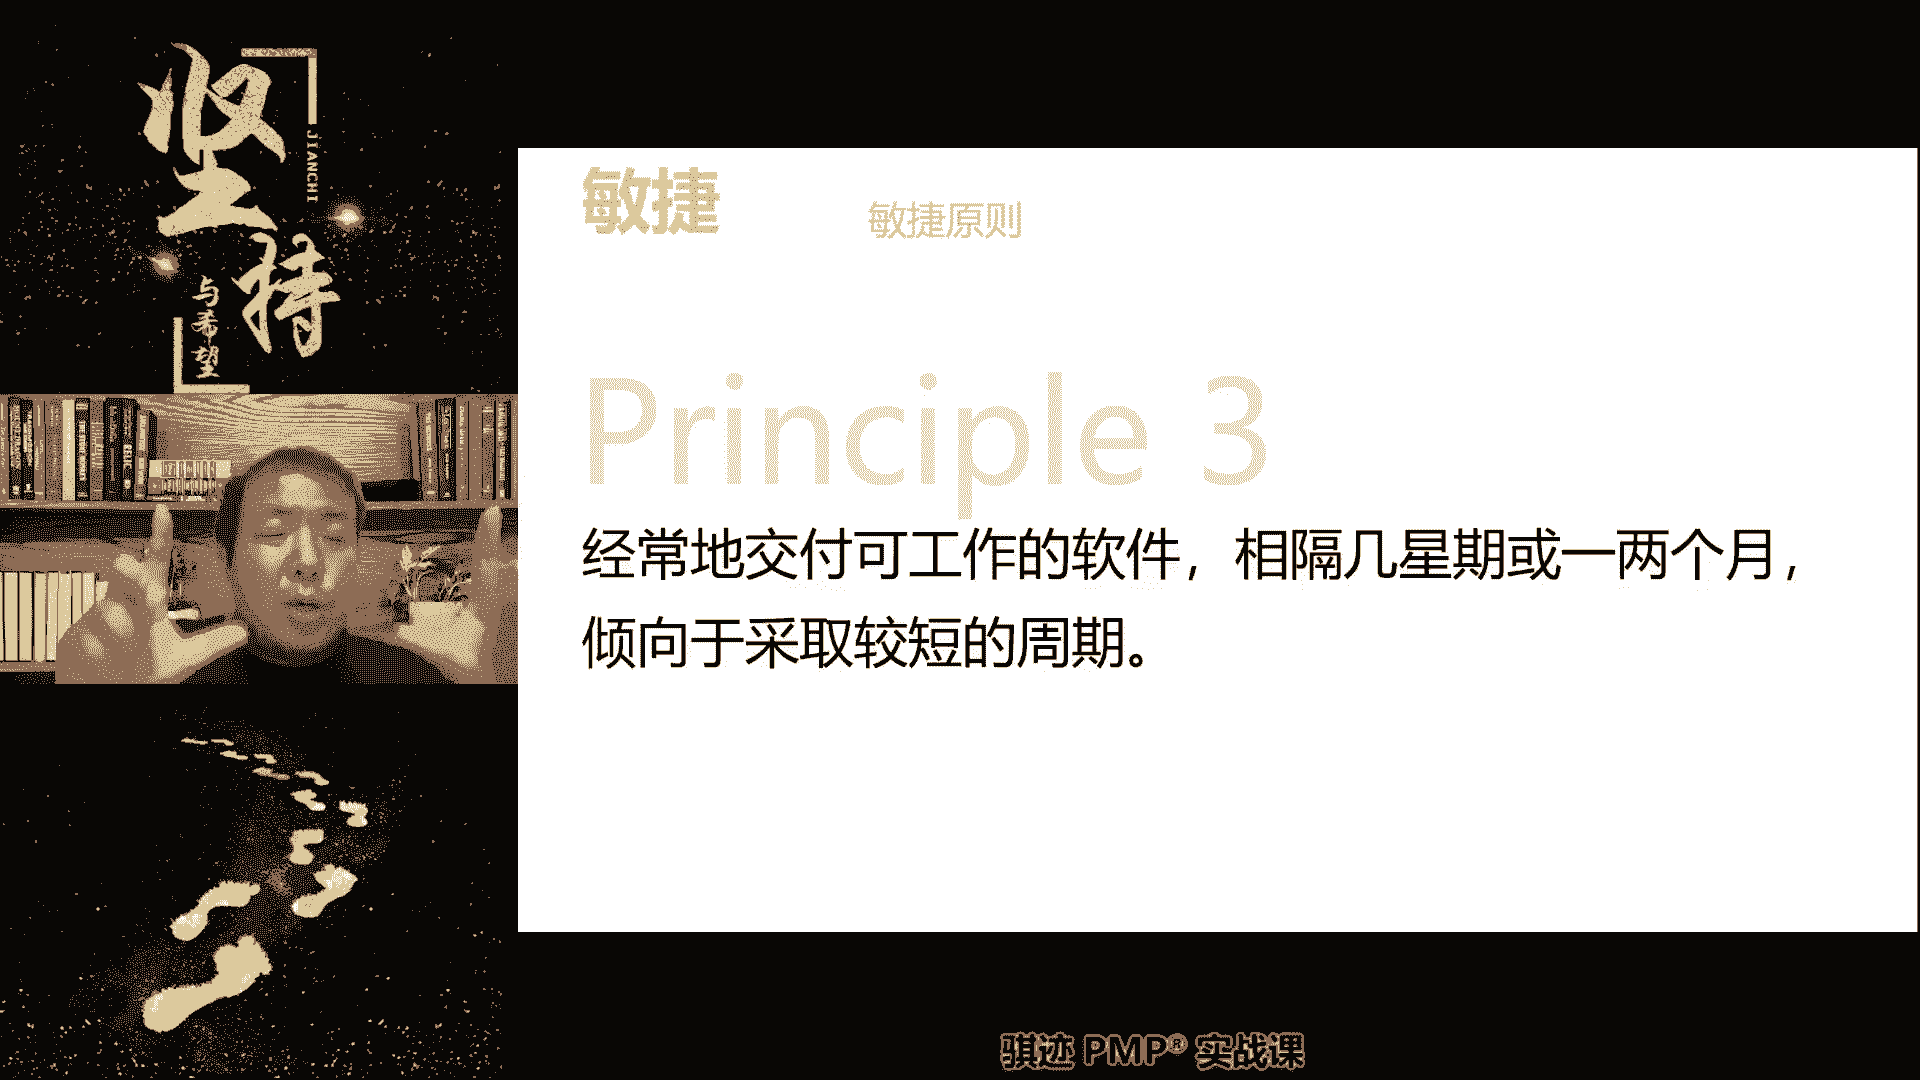 坚持
JIANCHI
与希望
敏捷
敏捷原则
Principle 3
经常地交付可工作的软件，相隔几星期或一两个月，
倾向于采取较短的周期。
骐迹 PMP® 实战课